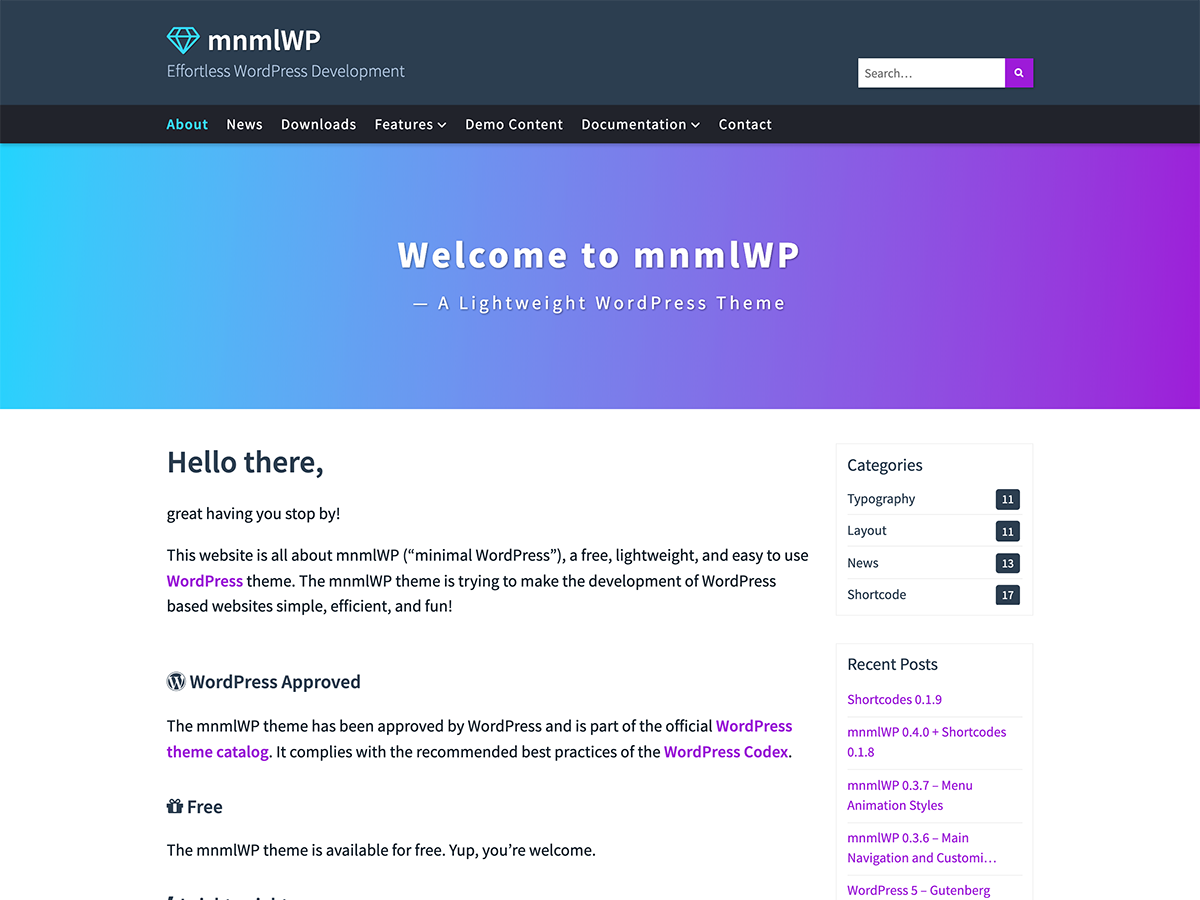 mnmlWP
Effortless WordPress Development
Search…
About News Downloads Features Demo Content Documentation Contact
Welcome to mnmlWP
— A Lightweight WordPress Theme
Hello there,
great having you stop by!
This website is all about mnmlWP (“minimal WordPress”), a free, lightweight, and easy to use
WordPress theme. The mnmlWP theme is trying to make the development of WordPress
based websites simple, efficient, and fun!
WordPress Approved
The mnmlWP theme has been approved by WordPress and is part of the official WordPress
theme catalog. It complies with the recommended best practices of the WordPress Codex.
Free
The mnmlWP theme is available for free. Yup, you’re welcome.
Categories
Typography 11
Layout 11
News 13
Shortcode 17
Recent Posts
Shortcodes 0.1.9
mnmlWP 0.4.0 + Shortcodes
0.1.8
mnmlWP 0.3.7 – Menu
Animation Styles
mnmlWP 0.3.6 – Main
Navigation and Customi…
WordPress 5 – Gutenberg